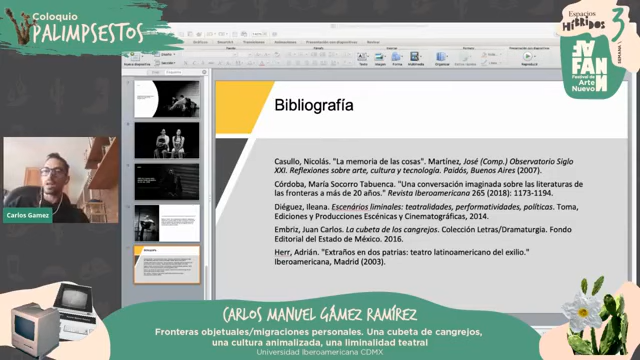 Coloquio
PALIMPSESTOS
Espacios
HÍBRIDOS
3
SEMANA
FAN
Festival de
Arte
Nuevo
Carlos Gamez
Bibliografía
Casullo, Nicolás. "La memoria de las cosas". Martínez, José (Comp.) Observatorio Siglo
XXI. Reflexiones sobre arte, cultura y tecnología. Paidós, Buenos Aires (2007).
Córdoba, María Socorro Tabuenca. "Una conversación imaginada sobre las literaturas de
las fronteras a más de 20 años." Revista Iberoamericana 265 (2018): 1173-1194.
Diéguez, Ileana. Escenários liminales: teatralidades, performatividades, políticas. Toma,
Ediciones y Producciones Escénicas y Cinematográficas, 2014.
Embriz, Juan Carlos. La cubeta de los cangrejos. Colección Letras/Dramaturgia. Fondo
Editorial del Estado de México. 2016.
Herr, Adrián. "Extraños en dos patrias: teatro latinoamericano del exilio."
Iberoamericana, Madrid (2003).
CARLOS MANUEL GÁMEZ RAMÍREZ
Fronteras objetuales/migraciones personales. Una cubeta de cangrejos,
una cultura animalizada, una liminalidad teatral
Universidad Iberoamericana CDMX